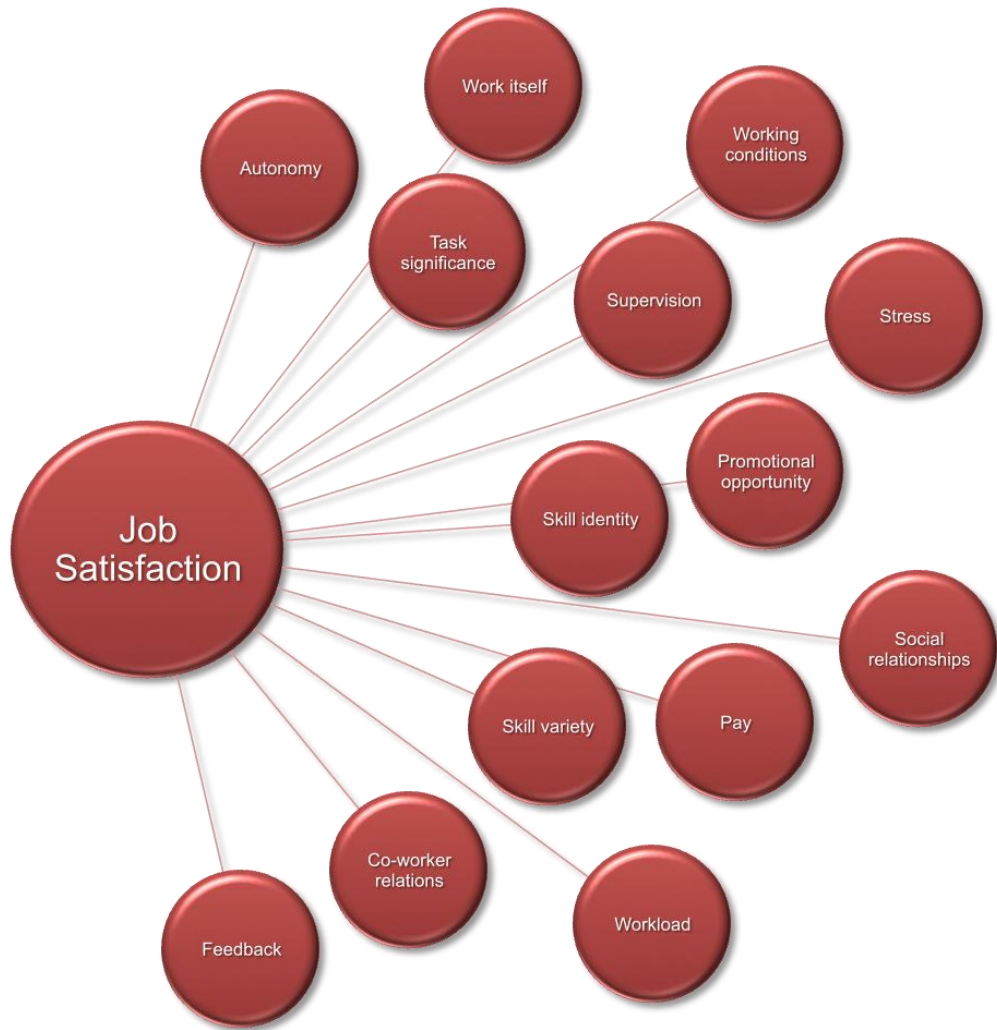 Work itself
Working
conditions
Autonomy
Task
significance
Supervision
Stress
Promotional
opportunity
Skill identity
Job
Satisfaction
Social
relationships
Skill variety
Pay
Co-worker
relations
Workload
Feedback